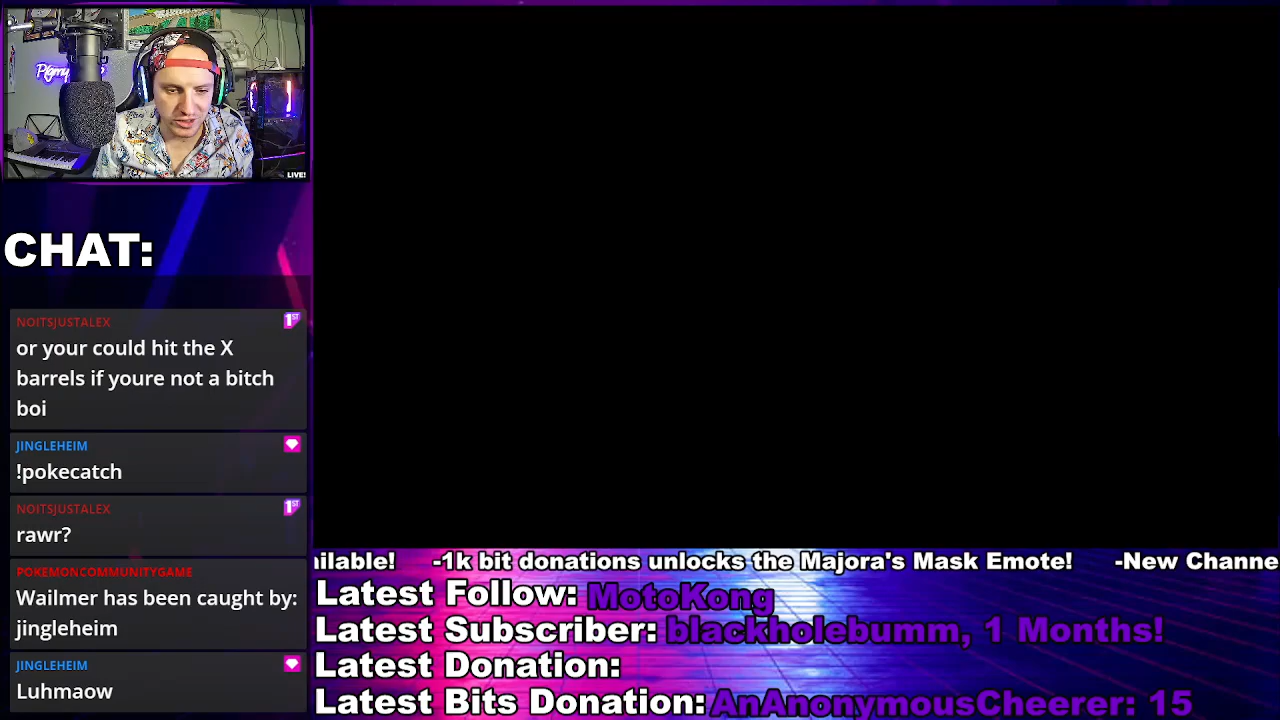 LIVE!
CHAT:
NOITSJUSTALEX
or your could hit the X
barrels if youre not a bitch
boi
JINGLEHEIM
!pokecatch
NOITSJUSTALEX
rawr?
POKEMONCOMMUNITYGAME
Wailmer has been caught by:
jingleheim
JINGLEHEIM
Luhmaow
ilable! -1k bit donations unlocks the Majora's Mask Emote! -New Channe
Latest Follow: MotoKong
Latest Subscriber: blackholebumm, 1 Months!
Latest Donation:
Latest Bits Donation: AnAnonymousCheerer: 15